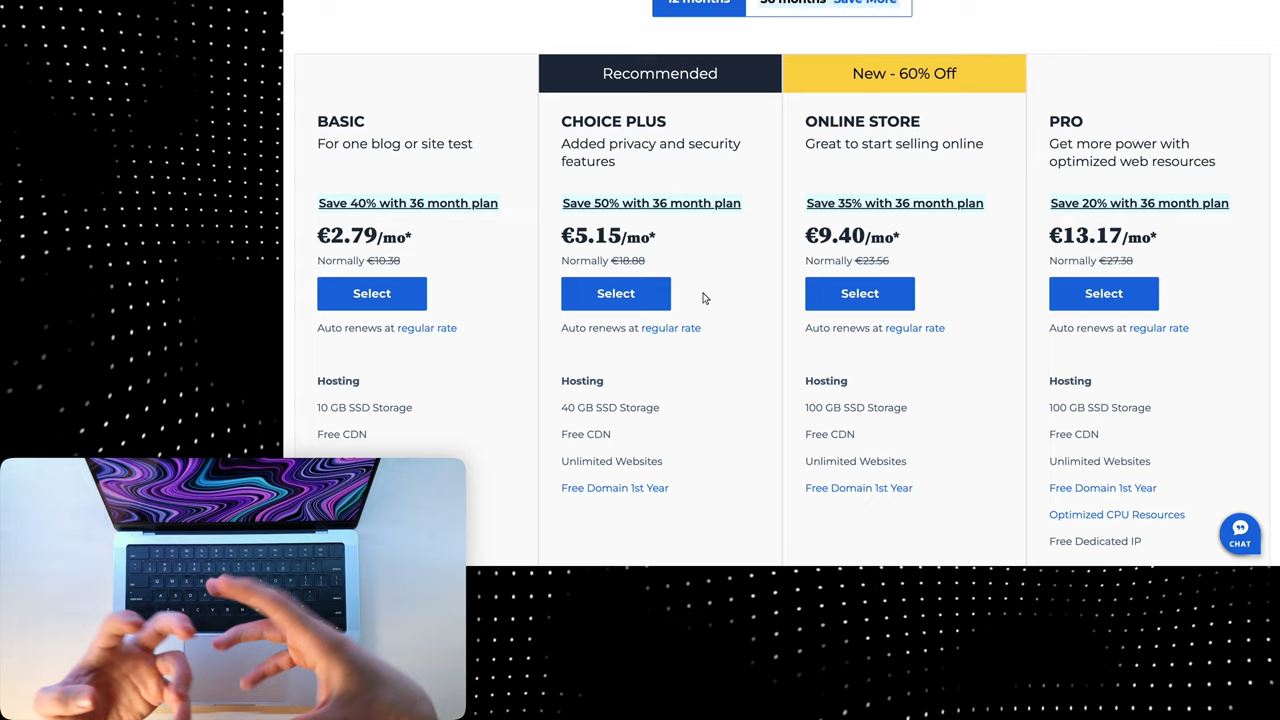 12 months
36 months Save More
Recommended
New - 60% Off
BASIC
For one blog or site test
Save 40% with 36 month plan
€2.79/mo*
Normally €10.38
Select
Auto renews at regular rate
Hosting
10 GB SSD Storage
Free CDN
CHOICE PLUS
Added privacy and security
features
Save 50% with 36 month plan
€5.15/mo*
Normally €18.88
Select
Auto renews at regular rate
Hosting
40 GB SSD Storage
Free CDN
Unlimited Websites
Free Domain 1st Year
ONLINE STORE
Great to start selling online
Save 35% with 36 month plan
€9.40/mo*
Normally €23.56
Select
Auto renews at regular rate
Hosting
100 GB SSD Storage
Free CDN
Unlimited Websites
Free Domain 1st Year
PRO
Get more power with
optimized web resources
Save 20% with 36 month plan
€13.17/mo*
Normally €27.38
Select
Auto renews at regular rate
Hosting
100 GB SSD Storage
Free CDN
Unlimited Websites
Free Domain 1st Year
Optimized CPU Resources
Free Dedicated IP
CHAT